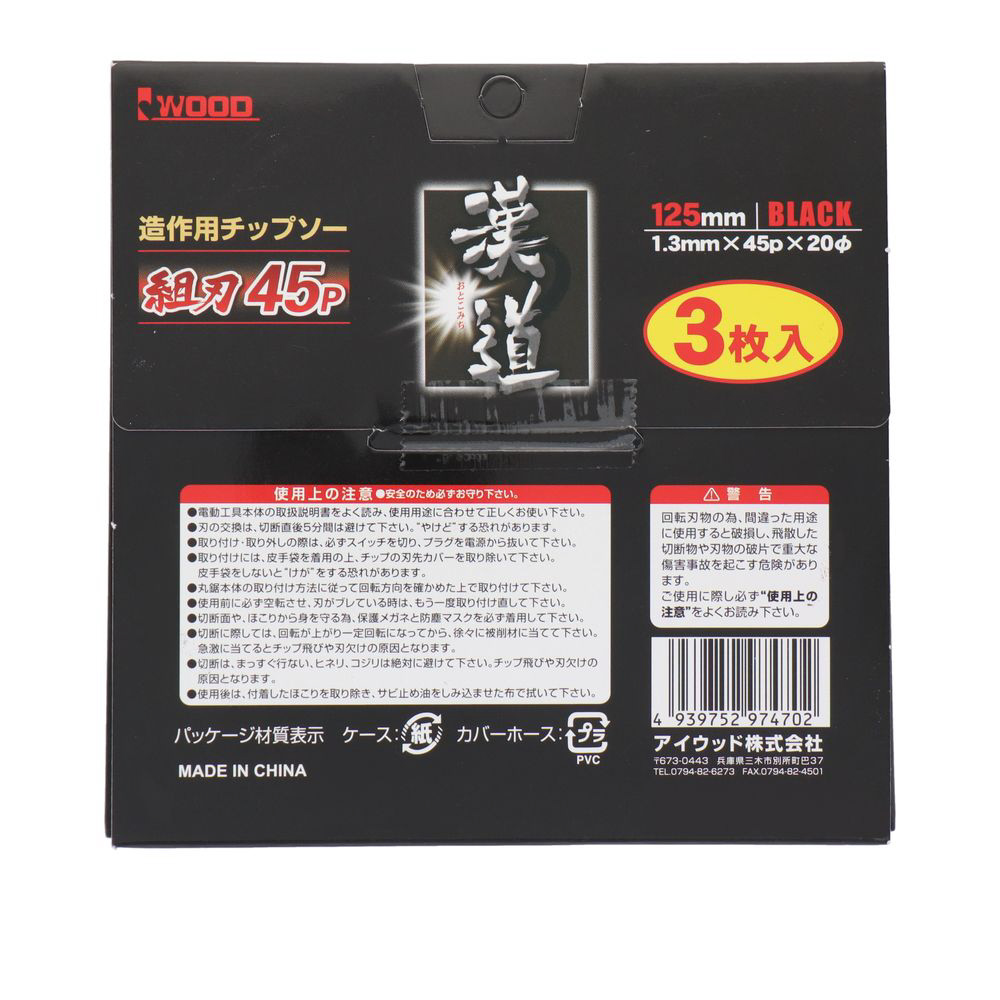 WOOD
造作用チップソー
組刃45P
漢道
おとこみち
125mm BLACK
1.3mm×45p×20φ
3枚入
使用上の注意 ●安全のため必ずお守り下さい。
●電動工具本体の取扱説明書をよく読み、使用用途に合わせて正しくお使い下さい。
●刃の交換は、切断直後5分間は避けて下さい。"やけど"する恐れがあります。
●取り付け・取り外しの際は、必ずスイッチを切り、プラグを電源から抜いて下さい。
●取り付けには、皮手袋を着用の上、チップの刃先カバーを取り除いて下さい。
皮手袋をしないと"けが"をする恐れがあります。
●丸鋸本体の取り付け方法に従って回転方向を確かめた上で取り付けて下さい。
●使用前に必ず空転させ、刃がブレている時は、もう一度取り付け直して下さい。
●切断面や、ほこりから身を守る為、保護メガネと防塵マスクを必ず着用して下さい。
●切断に際しては、回転が上がり一定回転になってから、徐々に被削材に当てて下さい。
急激に当てるとチップ飛びや刃欠けの原因となります。
●切断は、まっすぐ行ない、ヒネリ、コジリは絶対に避けて下さい。チップ飛びや刃欠けの
原因となります。
●使用後は、付着したほこりを取り除き、サビ止め油をしみ込ませた布で拭いて下さい。
⚠ 警告
回転刃物の為、間違った用途
に使用すると破損し、飛散した
切断物や刃物の破片で重大な
傷害事故を起こす危険があり
ます。
ご使用に際し必ず"使用上の
注意"をよくお読み下さい。
4 939752 974702
パッケージ材質表示 ケース:紙 カバーホース:プラ
PVC
MADE IN CHINA
アイウッド株式会社
〒673-0443 兵庫県三木市別所町巴37
TEL.0794-82-6273 FAX.0794-82-4501